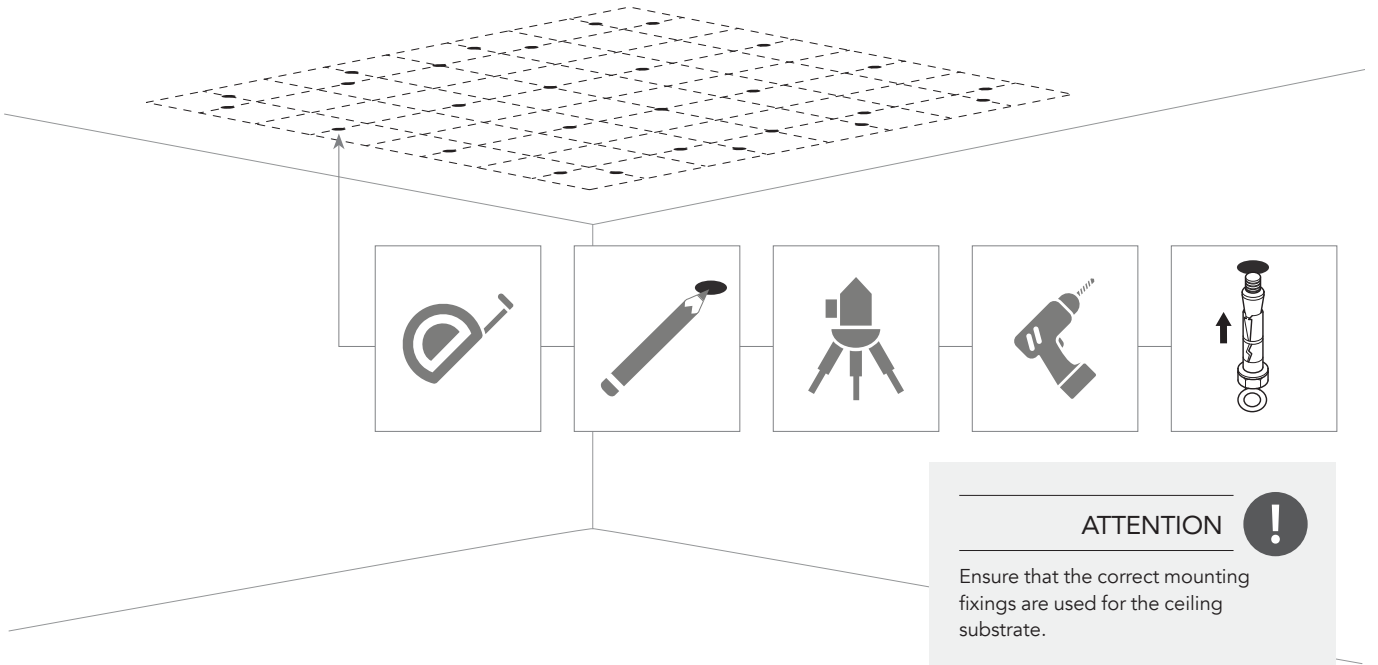 ATTENTION
Ensure that the correct mounting
fixings are used for the ceiling
substrate.